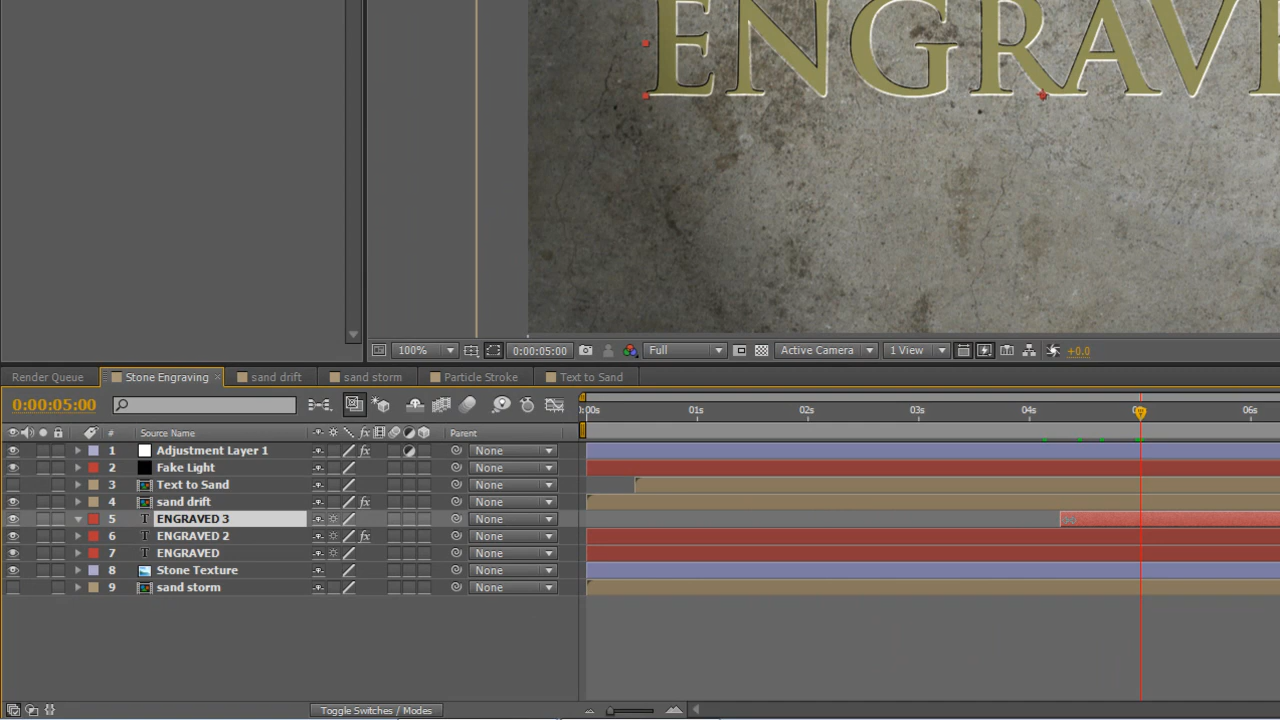 ENGRAVE
100%
0:00:05:00
Full
Active Camera
1 View
+0.0
Render Queue
Stone Engraving
sand drift
sand storm
Particle Stroke
Text to Sand
0:00:05:00
:00s 01s 02s 03s 04s 06s
# Source Name fx Parent
1 Adjustment Layer 1 fx None
2 Fake Light None
3 Text to Sand None
4 sand drift fx None
5 T ENGRAVED 3 None
6 T ENGRAVED 2 fx None
7 T ENGRAVED None
8 Stone Texture None
9 sand storm None
Toggle Switches / Modes